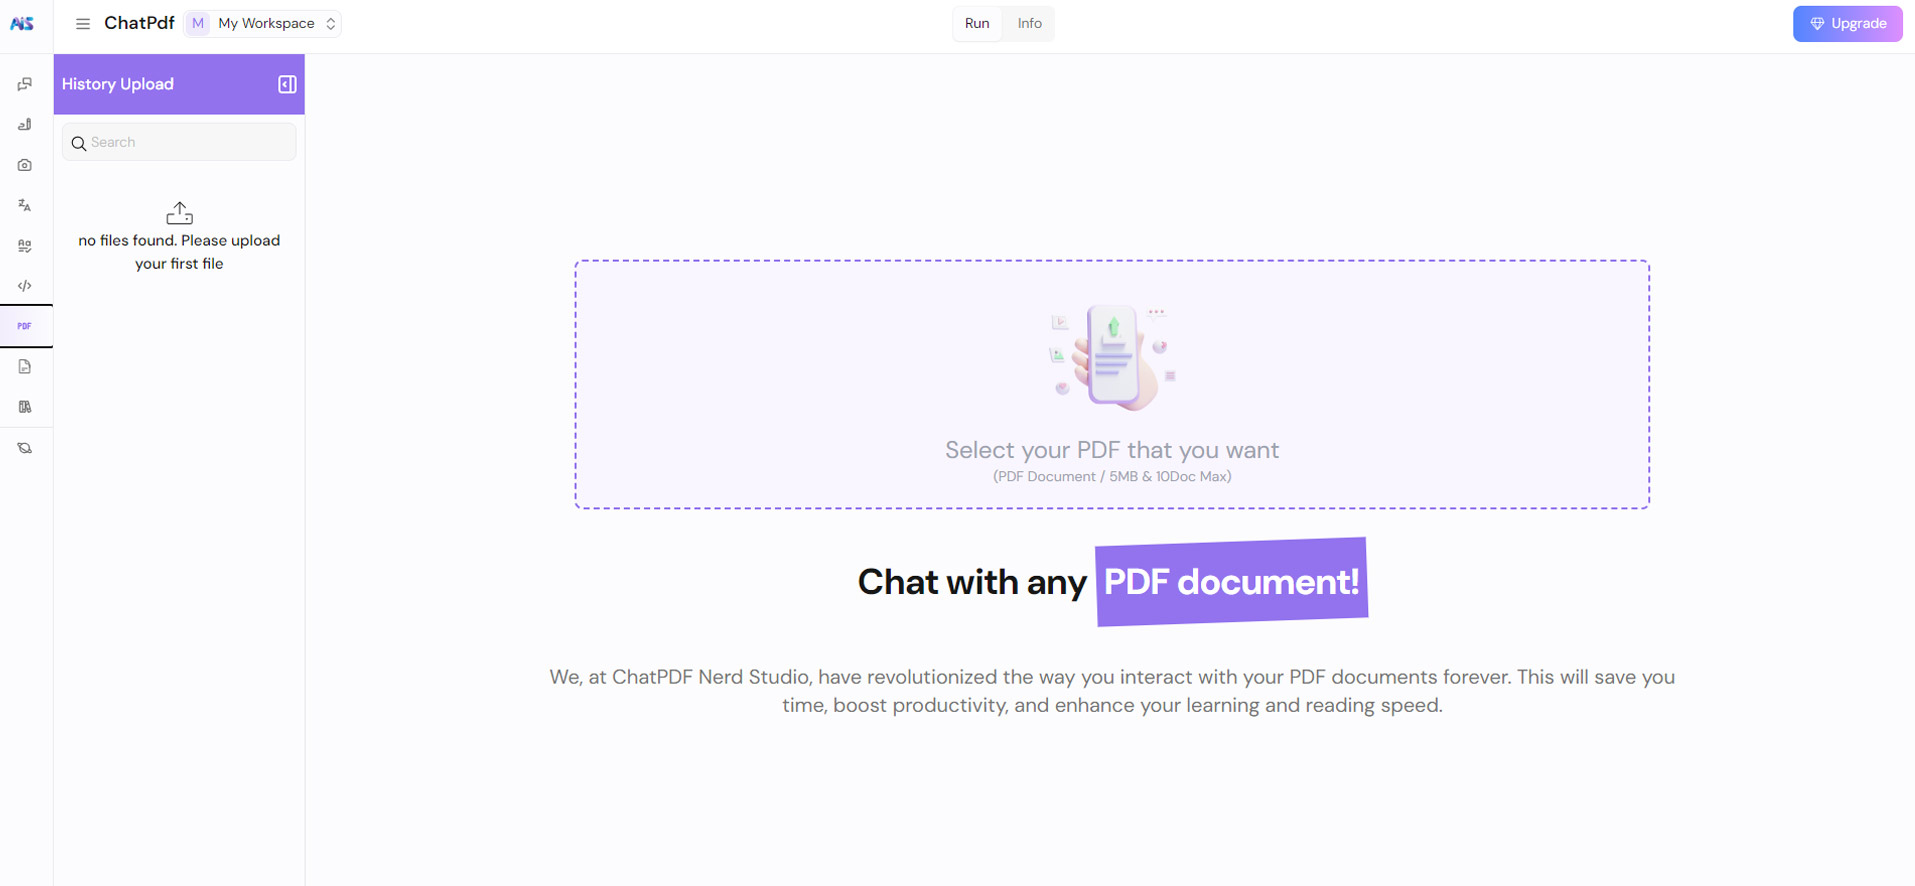 AiS
ChatPdf
M My Workspace
Run
Info
Upgrade
History Upload
Search
no files found. Please upload
your first file
PDF
Select your PDF that you want
(PDF Document / 5MB & 10Doc Max)
Chat with any PDF document!
We, at ChatPDF Nerd Studio, have revolutionized the way you interact with your PDF documents forever. This will save you
time, boost productivity, and enhance your learning and reading speed.